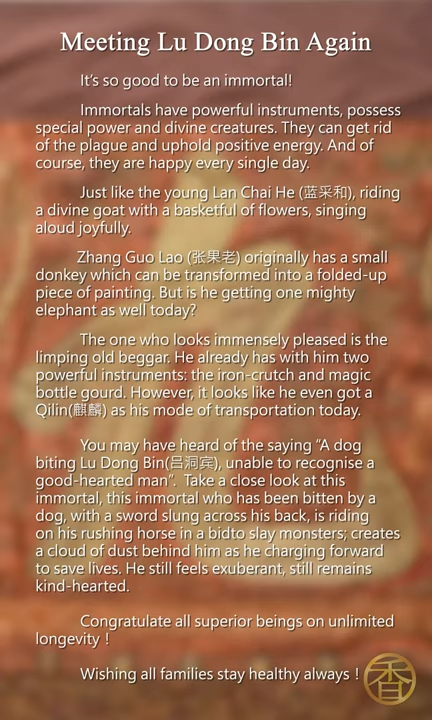 Meeting Lu Dong Bin Again
It's so good to be an immortal!
Immortals have powerful instruments, possess
special power and divine creatures. They can get rid
of the plague and uphold positive energy. And of
course, they are happy every single day.
Just like the young Lan Chai He (蓝采和), riding
a divine goat with a basketful of flowers, singing
aloud joyfully.
Zhang Guo Lao (张果老) originally has a small
donkey which can be transformed into a folded-up
piece of painting. But is he getting one mighty
elephant as well today?
The one who looks immensely pleased is the
limping old beggar. He already has with him two
powerful instruments: the iron-crutch and magic
bottle gourd. However, it looks like he even got a
Qilin(麒麟) as his mode of transportation today.
You may have heard of the saying “A dog
biting Lu Dong Bin(吕洞宾), unable to recognise a
good-hearted man”.  Take a close look at this
immortal, this immortal who has been bitten by a
dog, with a sword slung across his back, is riding
on his rushing horse in a bidto slay monsters; creates
a cloud of dust behind him as he charging forward
to save lives. He still feels exuberant, still remains
kind-hearted.
Congratulate all superior beings on unlimited
longevity！
Wishing all families stay healthy always！
香